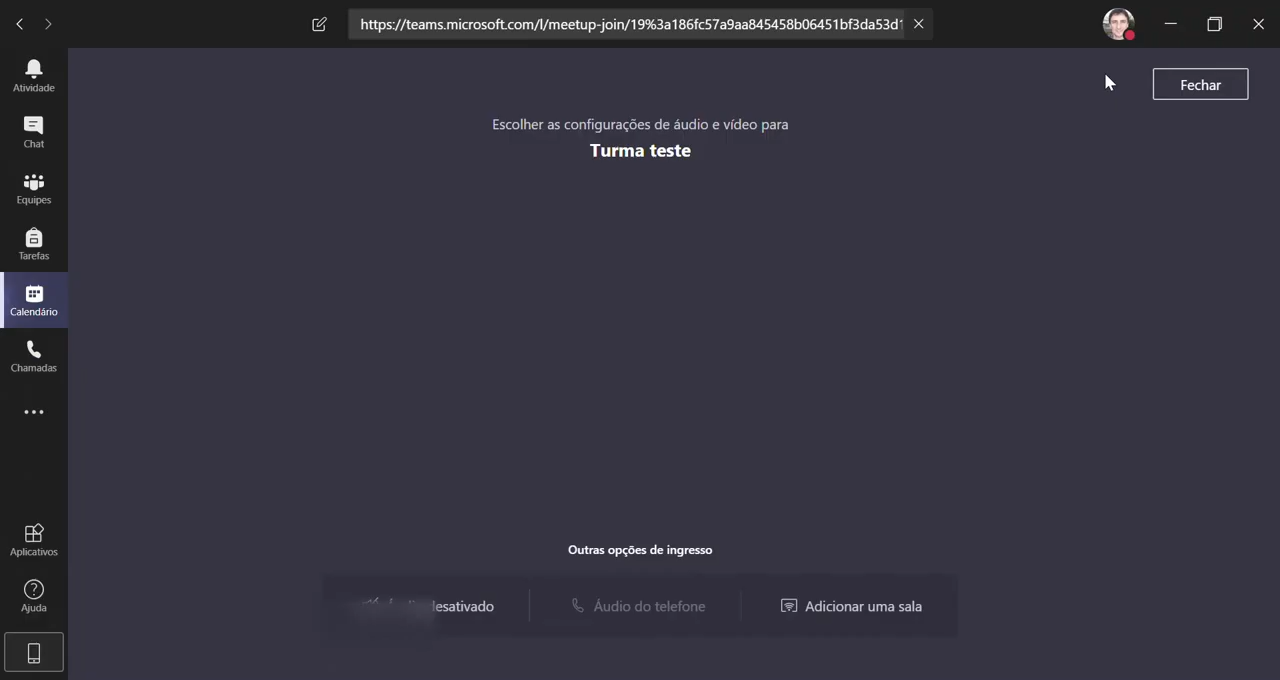 https://teams.microsoft.com/l/meetup-join/19%3a186fc57a9aa845458b06451bf3da53d1
Atividade
Fechar
Escolher as configurações de áudio e vídeo para
Turma teste
Chat
Equipes
Tarefas
Calendário
Chamadas
Outras opções de ingresso
Aplicativos
desativado
Áudio do telefone
Adicionar uma sala
Ajuda